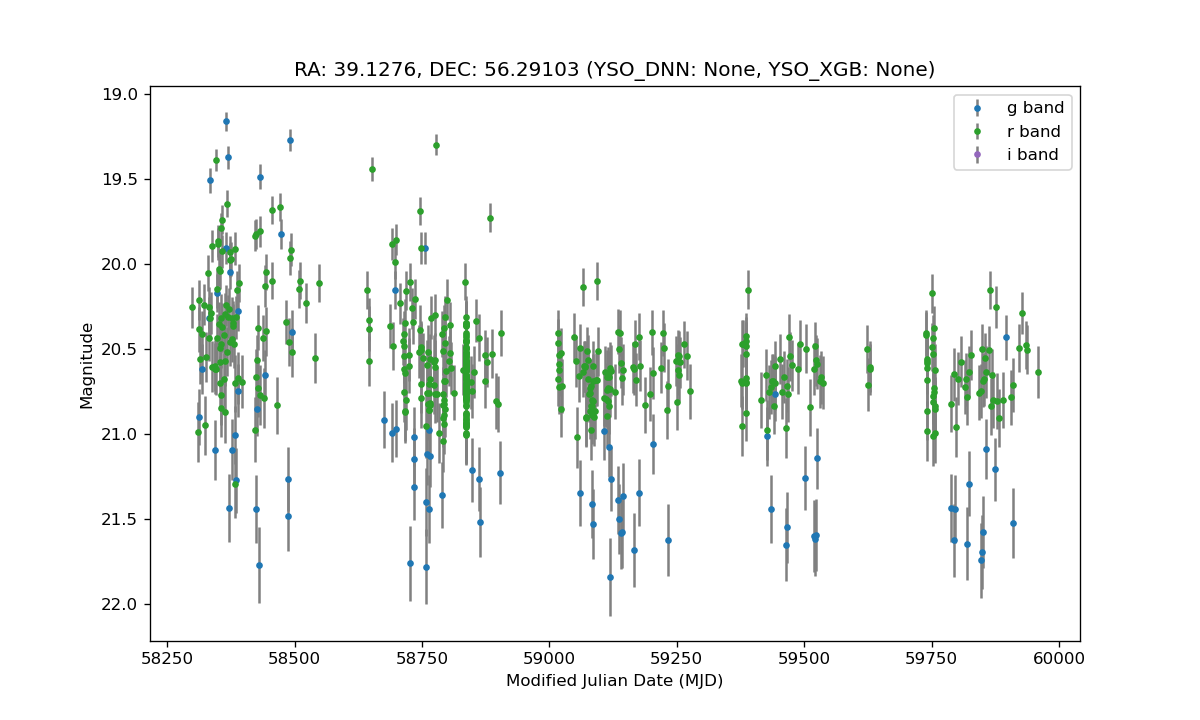 RA: 39.1276, DEC: 56.29103 (YSO_DNN: None, YSO_XGB: None)
g band
r band
i band
Magnitude
19.0
19.5
20.0
20.5
21.0
21.5
22.0
58250 58500 58750 59000 59250 59500 59750 60000
Modified Julian Date (MJD)